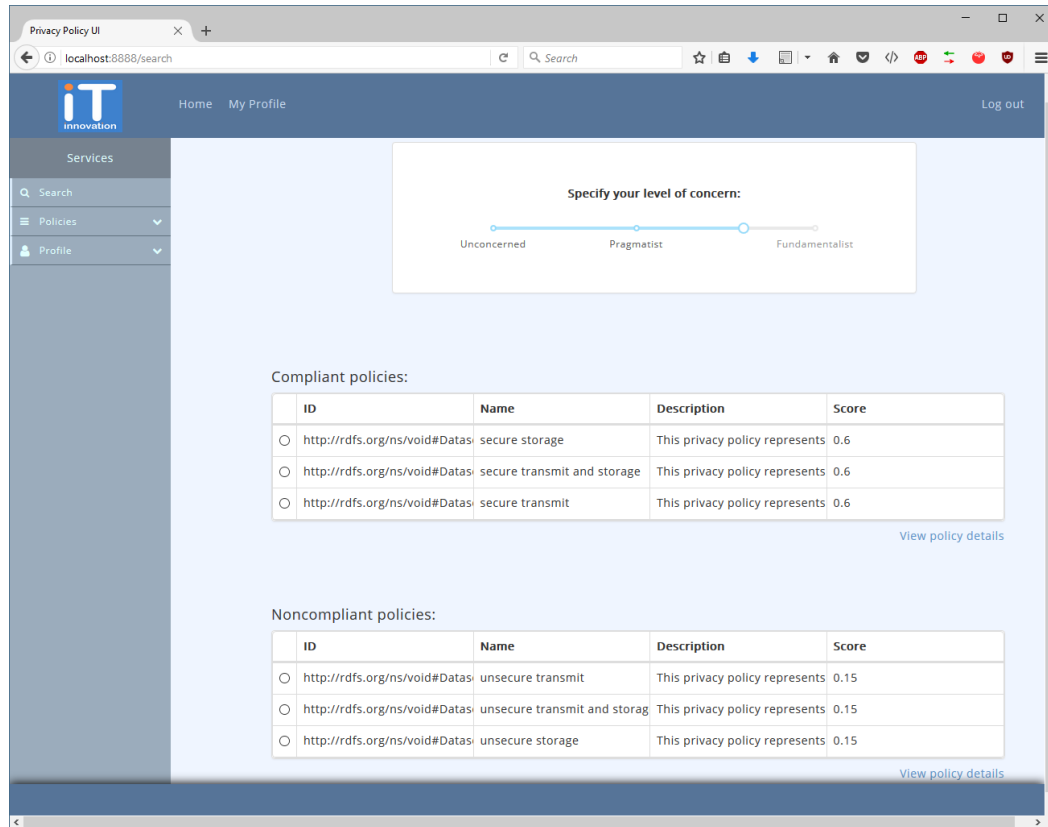 Privacy Policy UI
localhost:8888/search
Search
ABP
iT
innovation
Home My Profile Log out
Services
Search
Policies
Profile
Specify your level of concern:
Unconcerned Pragmatist Fundamentalist
Compliant policies:
ID Name Description Score
http://rdfs.org/ns/void#Datas secure storage This privacy policy represents 0.6
http://rdfs.org/ns/void#Datas secure transmit and storage This privacy policy represents 0.6
http://rdfs.org/ns/void#Datas secure transmit This privacy policy represents 0.6
View policy details
Noncompliant policies:
ID Name Description Score
http://rdfs.org/ns/void#Datas unsecure transmit This privacy policy represents 0.15
http://rdfs.org/ns/void#Datas unsecure transmit and storag This privacy policy represents 0.15
http://rdfs.org/ns/void#Datas unsecure storage This privacy policy represents 0.15
View policy details